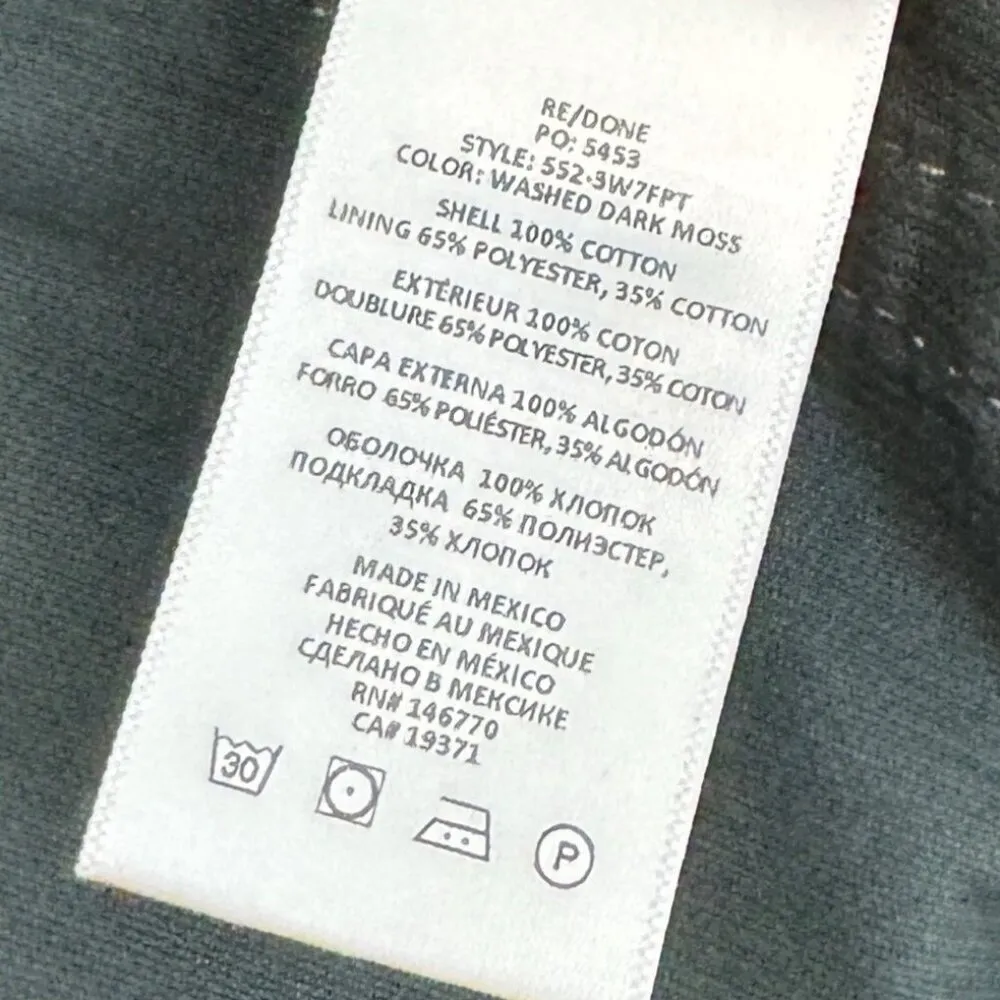 RE/DONE
PO: 5453
STYLE: 552-3W7FPT
COLOR: WASHED DARK MOSS
SHELL 100% COTTON
LINING 65% POLYESTER, 35% COTTON
EXTÉRIEUR 100% COTON
DOUBLURE 65% POLYESTER, 35% COTON
CAPA EXTERNA 100% ALGODÓN
FORRO 65% POLIÉSTER, 35% ALGODÓN
ОБОЛОЧКА 100% ХЛОПОК
ПОДКЛАДКА 65% ПОЛИЭСТЕР,
35% ХЛОПОК
MADE IN MEXICO
FABRIQUÉ AU MEXIQUE
HECHO EN MÉXICO
СДЕЛАНО В МЕКСИКЕ
RN# 146770
CA# 19371
30 P